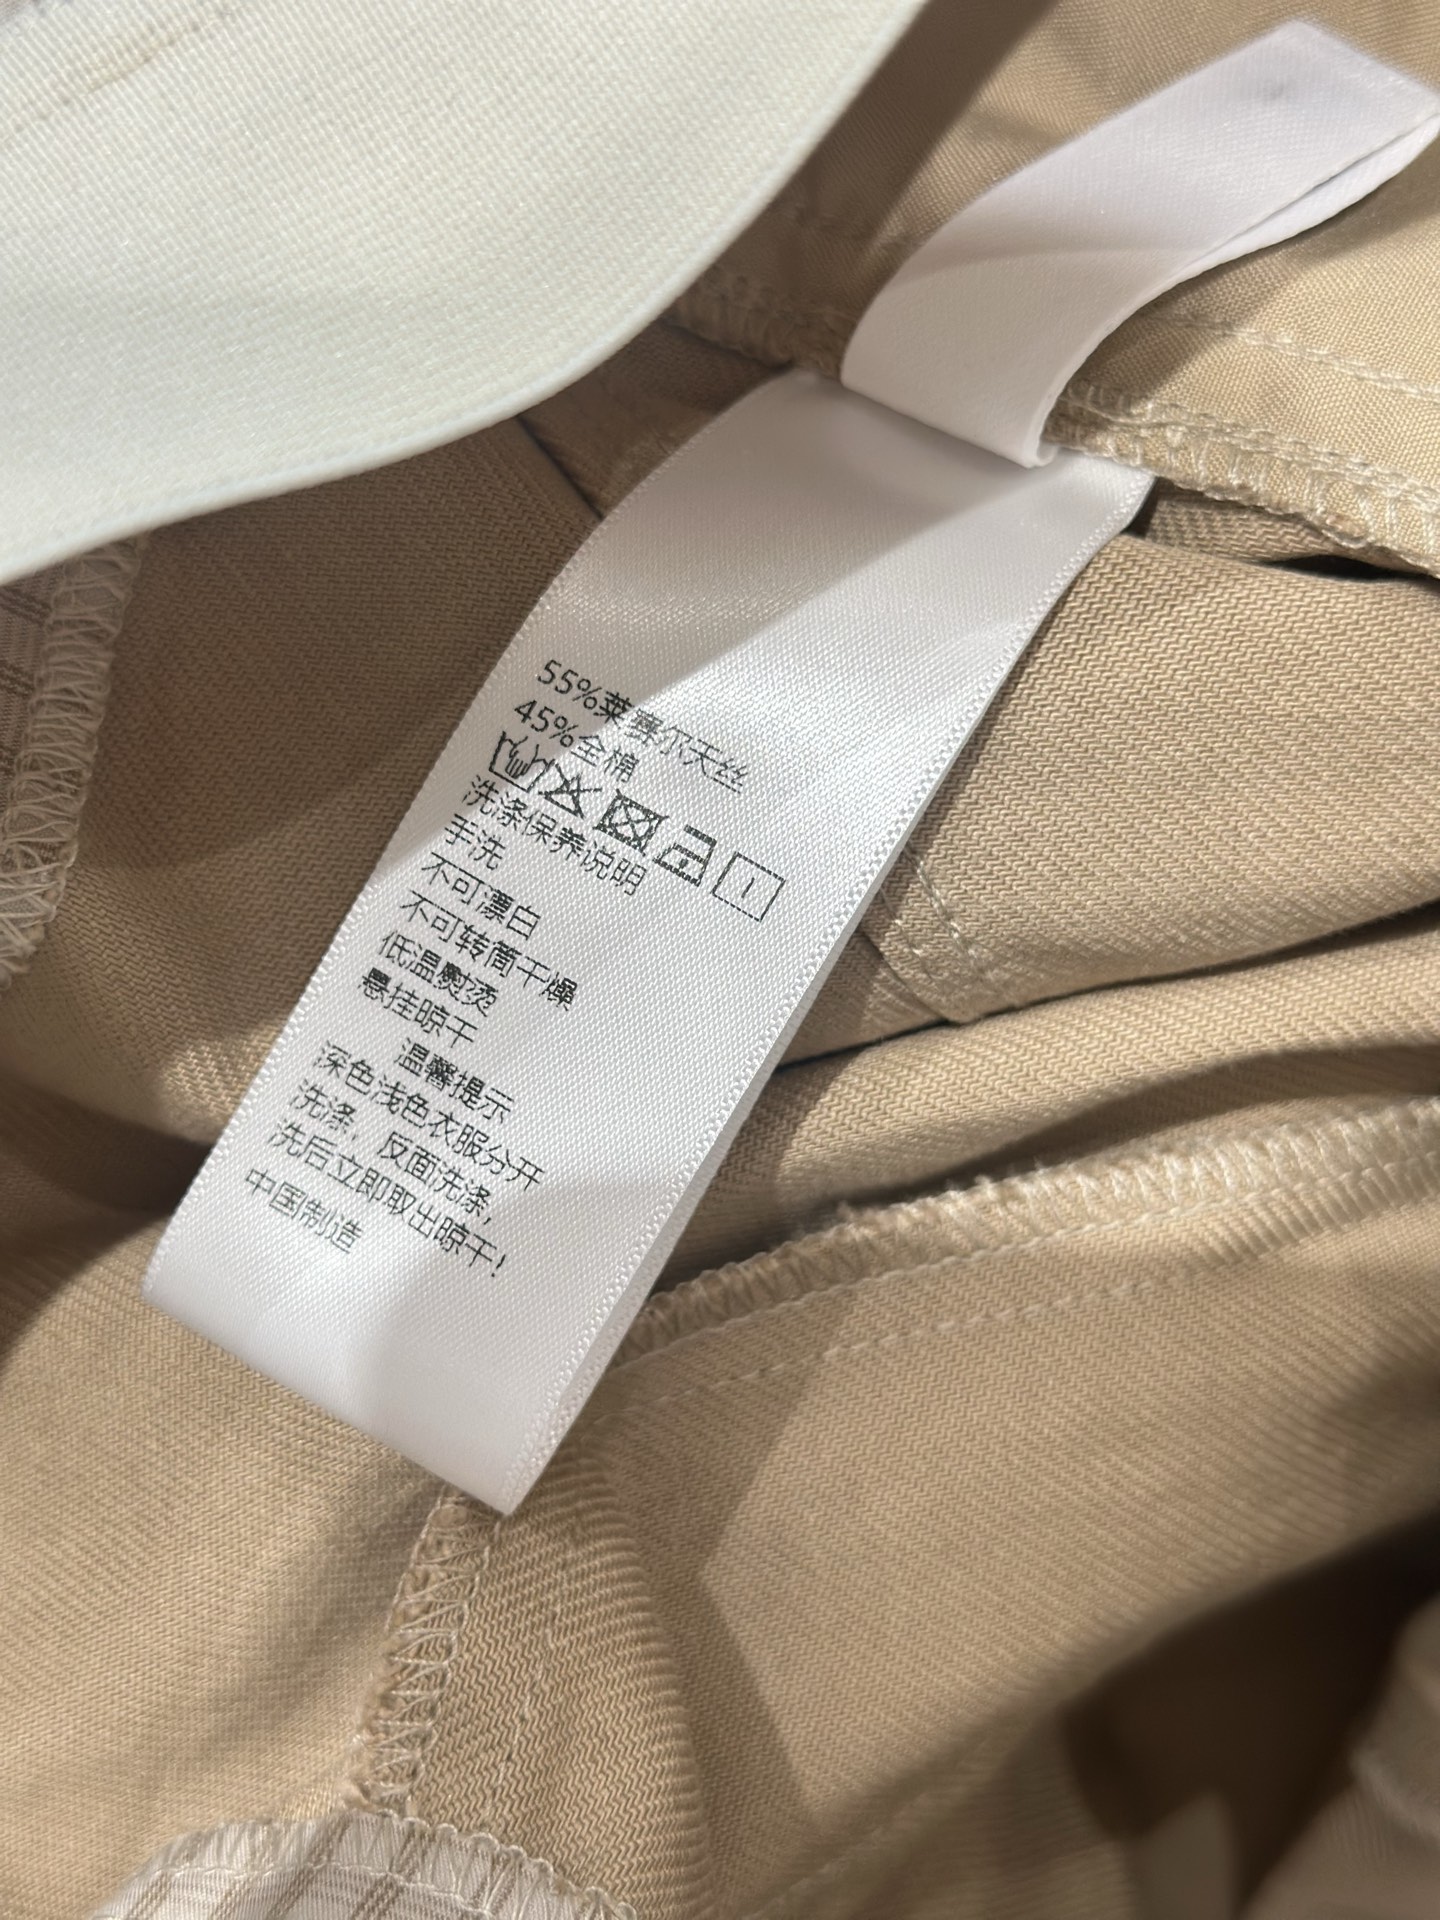 55%莱赛尔天丝
45%全棉
洗涤保养说明
手洗
不可漂白
不可转筒干燥
低温熨烫
悬挂晾干
温馨提示
深色浅色衣服分开
洗涤，反面洗涤，
洗后立即取出晾干！
中国制造